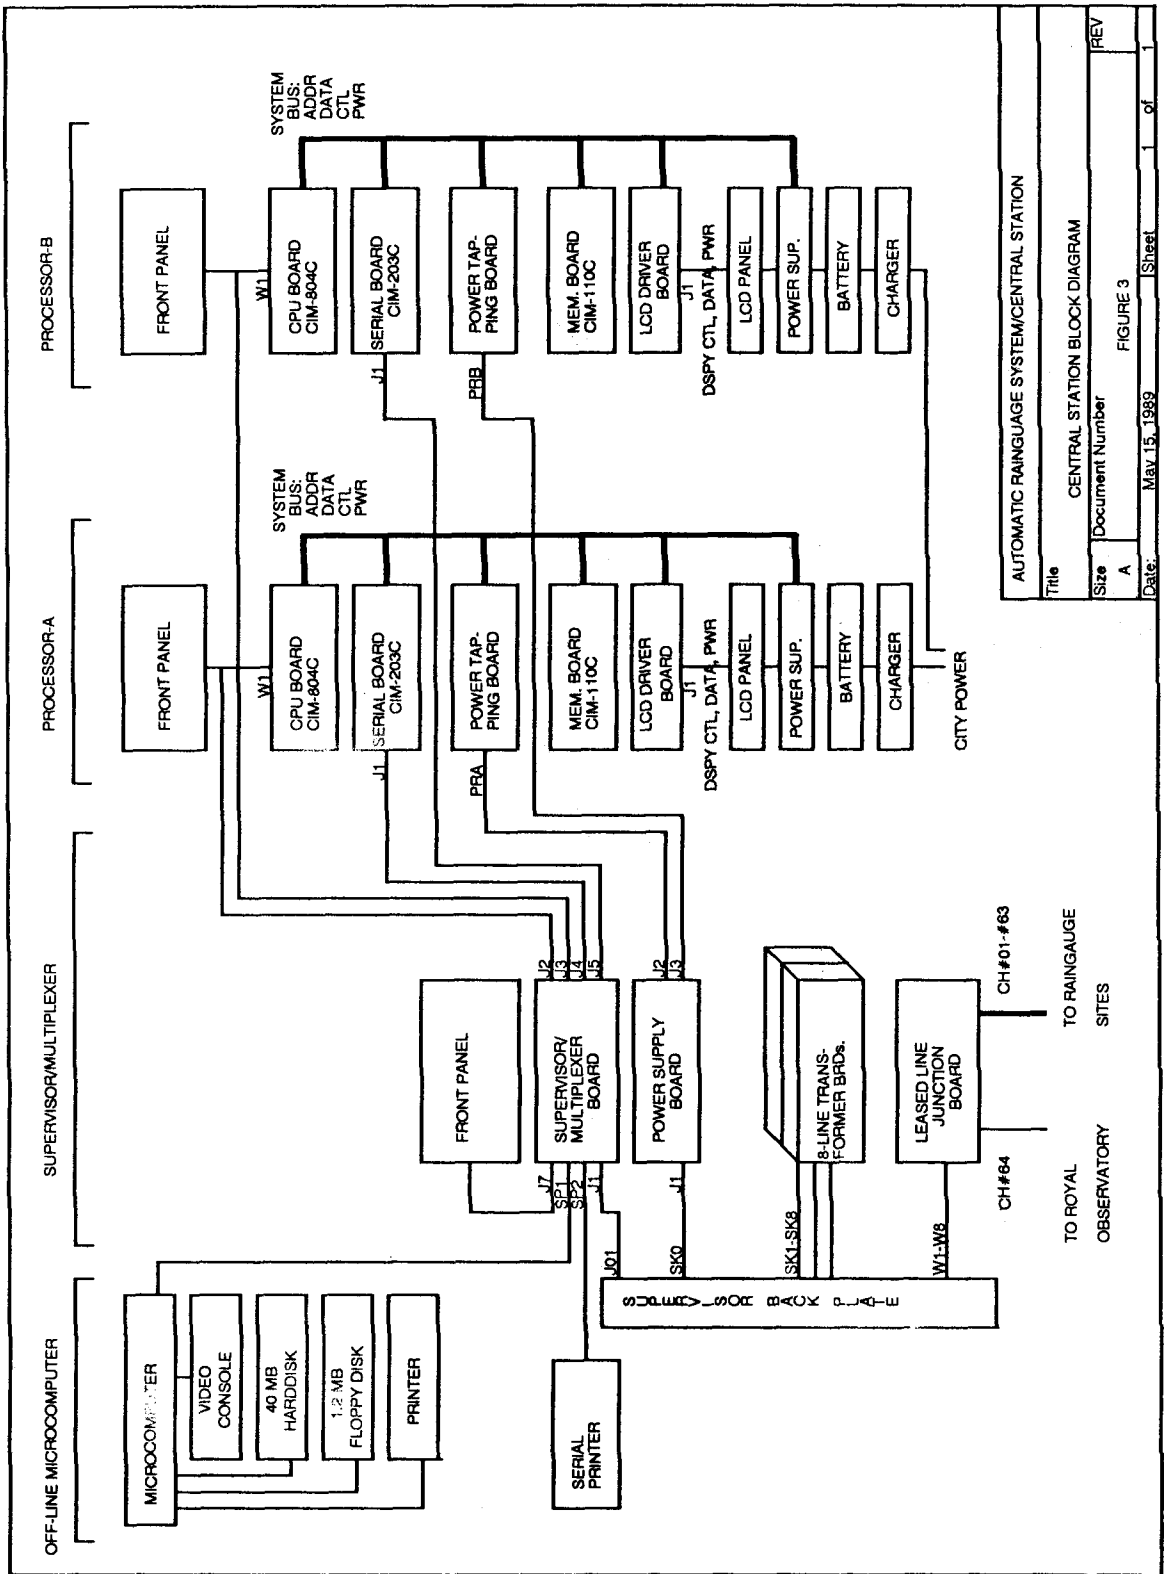 OFF-LINE MICROCOMPUTER
SUPERVISOR/MULTIPLEXER
PROCESSOR-A
PROCESSOR-B
MICROCOMPUTER
VIDEO
CONSOLE
40 MB
HARDDISK
1.2 MB
FLOPPY DISK
PRINTER
SERIAL
PRINTER
SUPERVISOR BACK PLATE
J01
SK0
SK1-SK8
W1-W8
FRONT PANEL
J7
SP1
SP2
J1
SUPERVISOR/
MULTIPLEXER
BOARD
J2
J3
J4
J5
J1
POWER SUPPLY
BOARD
J2
J3
8-LINE TRANS-
FORMER BRDs.
LEASED LINE
JUNCTION
BOARD
CH#64
TO ROYAL
OBSERVATORY
CH#01-#63
TO RAINGAUGE
SITES
FRONT PANEL
W1
CPU BOARD
CIM-804C
J1
SERIAL BOARD
CIM-203C
PRA
POWER TAP-
PING BOARD
MEM. BOARD
CIM-110C
LCD DRIVER
BOARD
J1
DSPY CTL, DATA, PWR
LCD PANEL
POWER SUP.
BATTERY
CHARGER
CITY POWER
SYSTEM
BUS:
ADDR
DATA
CTL
PWR
FRONT PANEL
W1
CPU BOARD
CIM-804C
J1
SERIAL BOARD
CIM-203C
PRB
POWER TAP-
PING BOARD
MEM. BOARD
CIM-110C
LCD DRIVER
BOARD
J1
DSPY CTL, DATA, PWR
LCD PANEL
POWER SUP.
BATTERY
CHARGER
SYSTEM
BUS:
ADDR
DATA
CTL
PWR
AUTOMATIC RAINGUAGE SYSTEM/CENTRAL STATION
Title
CENTRAL STATION BLOCK DIAGRAM
Size Document Number REV
A FIGURE 3
Date: May 15, 1989 Sheet 1 of 1